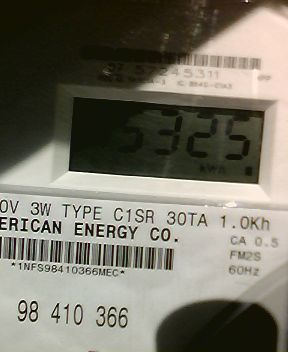 57245311
5325
kWh
0V 3W TYPE C1SR 30TA 1.0Kh
ERICAN ENERGY CO.
CA 0.5
FM2S
60Hz
*1NFS98410366MEC*
98 410 366